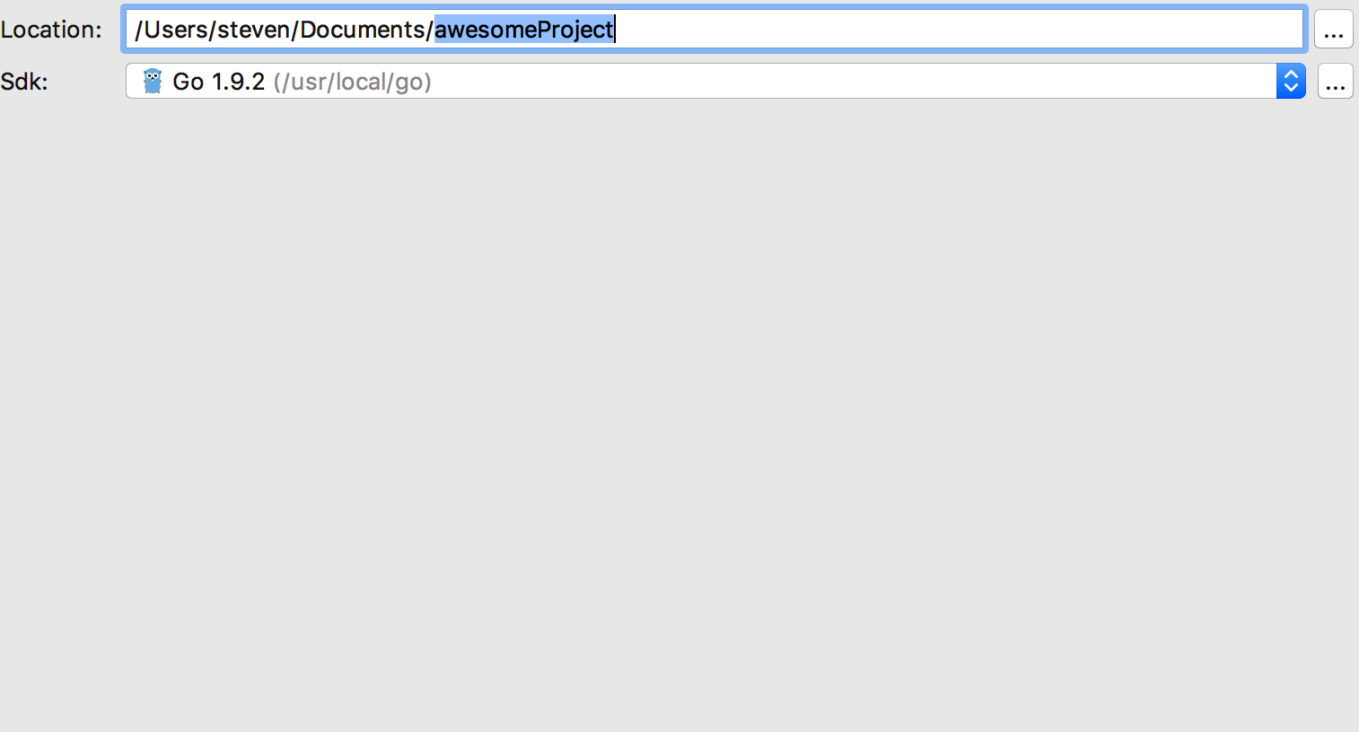 Location: /Users/steven/Documents/awesomeProject ...
Sdk: Go 1.9.2 (/usr/local/go) ...